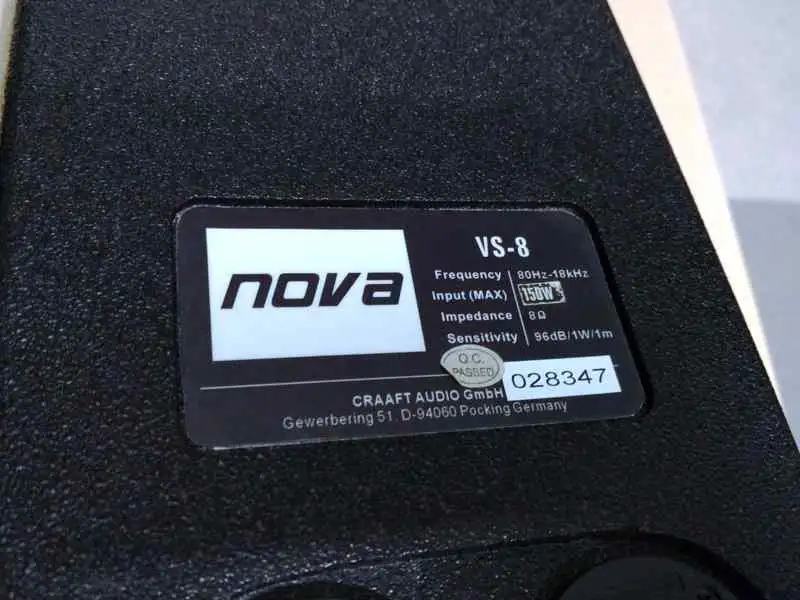 nova
VS-8
Frequency 80Hz-18kHz
Input (MAX) 150W
Impedance 8Ω
Sensitivity 96dB/1W/1m
Q.C.
PASSED
028347
CRAAFT AUDIO GmbH
Gewerbering 51. D-94060 Pocking Germany